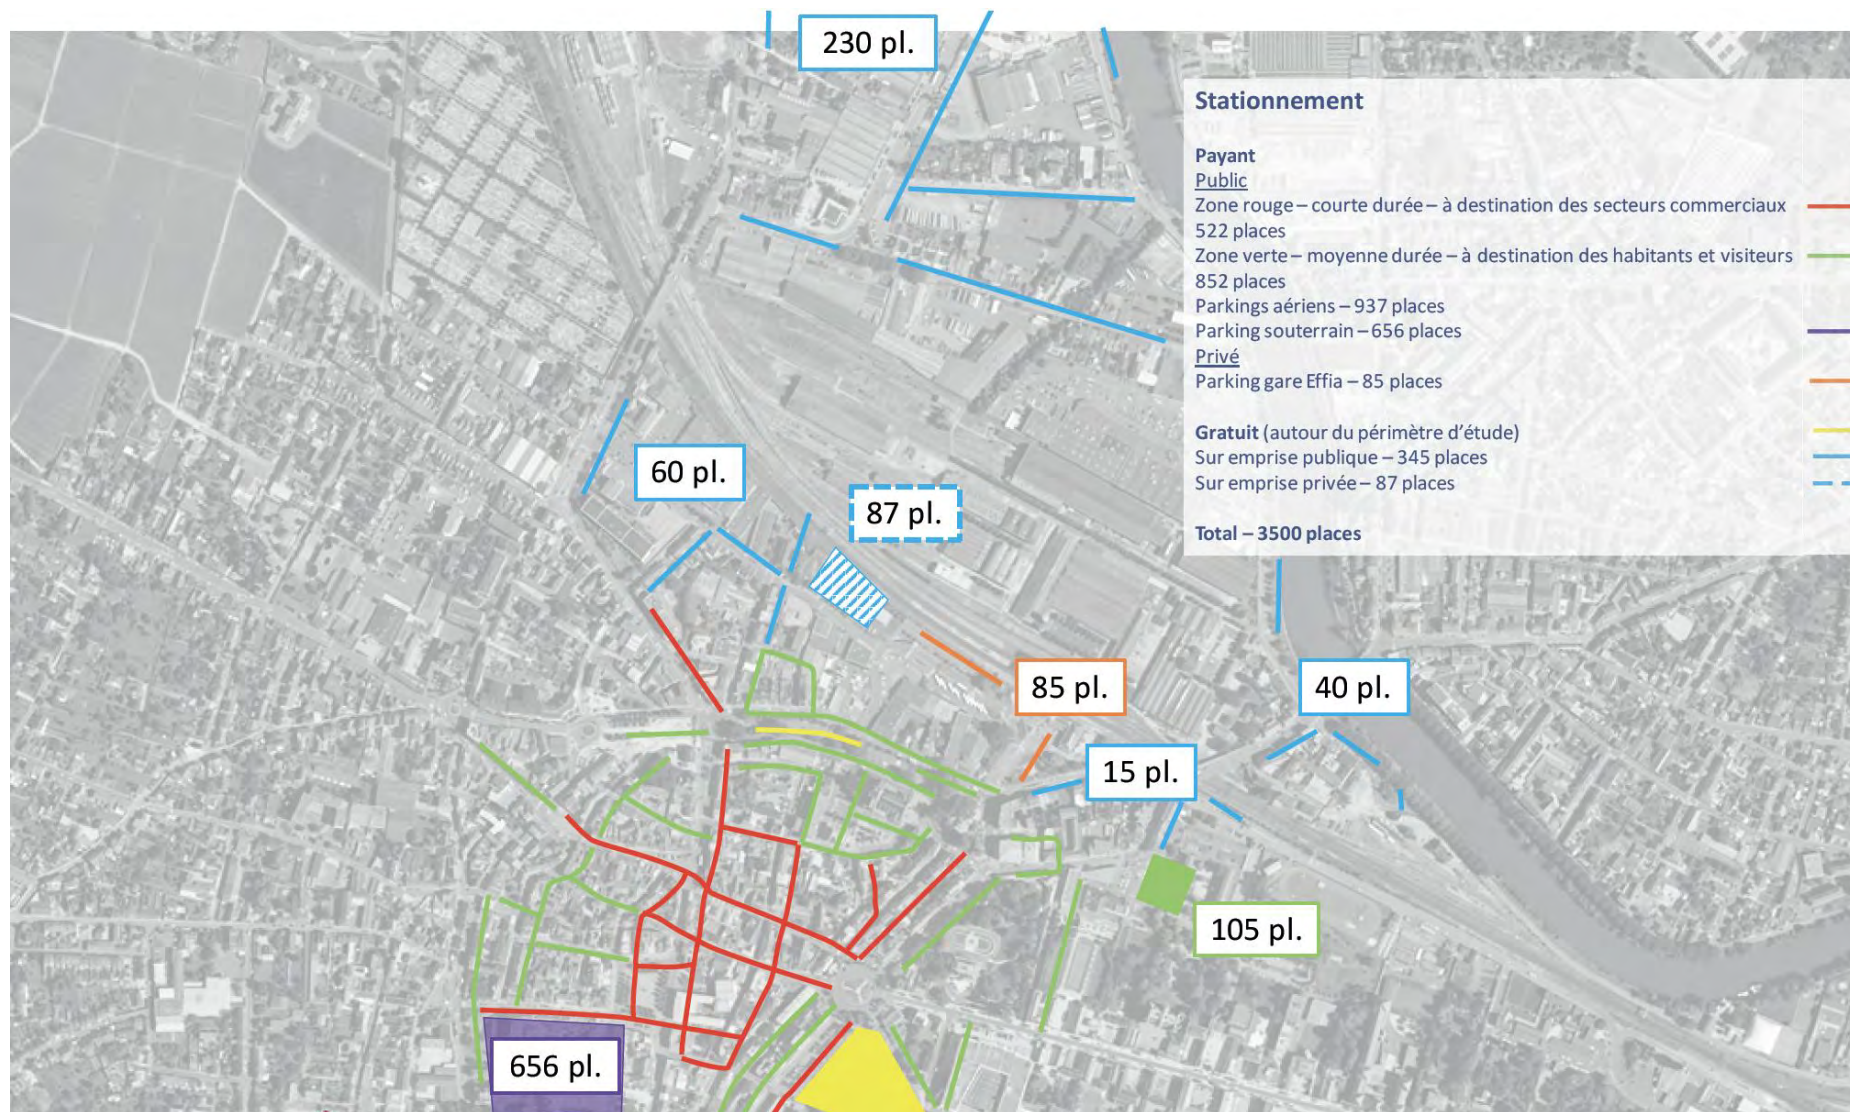 230 pl.
Stationnement
Payant
Public
Zone rouge – courte durée – à destination des secteurs commerciaux
522 places
Zone verte – moyenne durée – à destination des habitants et visiteurs
852 places
Parkings aériens – 937 places
Parking souterrain – 656 places
Privé
Parking gare Effia – 85 places
Gratuit (autour du périmètre d'étude)
Sur emprise publique – 345 places
Sur emprise privée – 87 places
Total – 3500 places
60 pl.
87 pl.
85 pl.
40 pl.
15 pl.
105 pl.
656 pl.